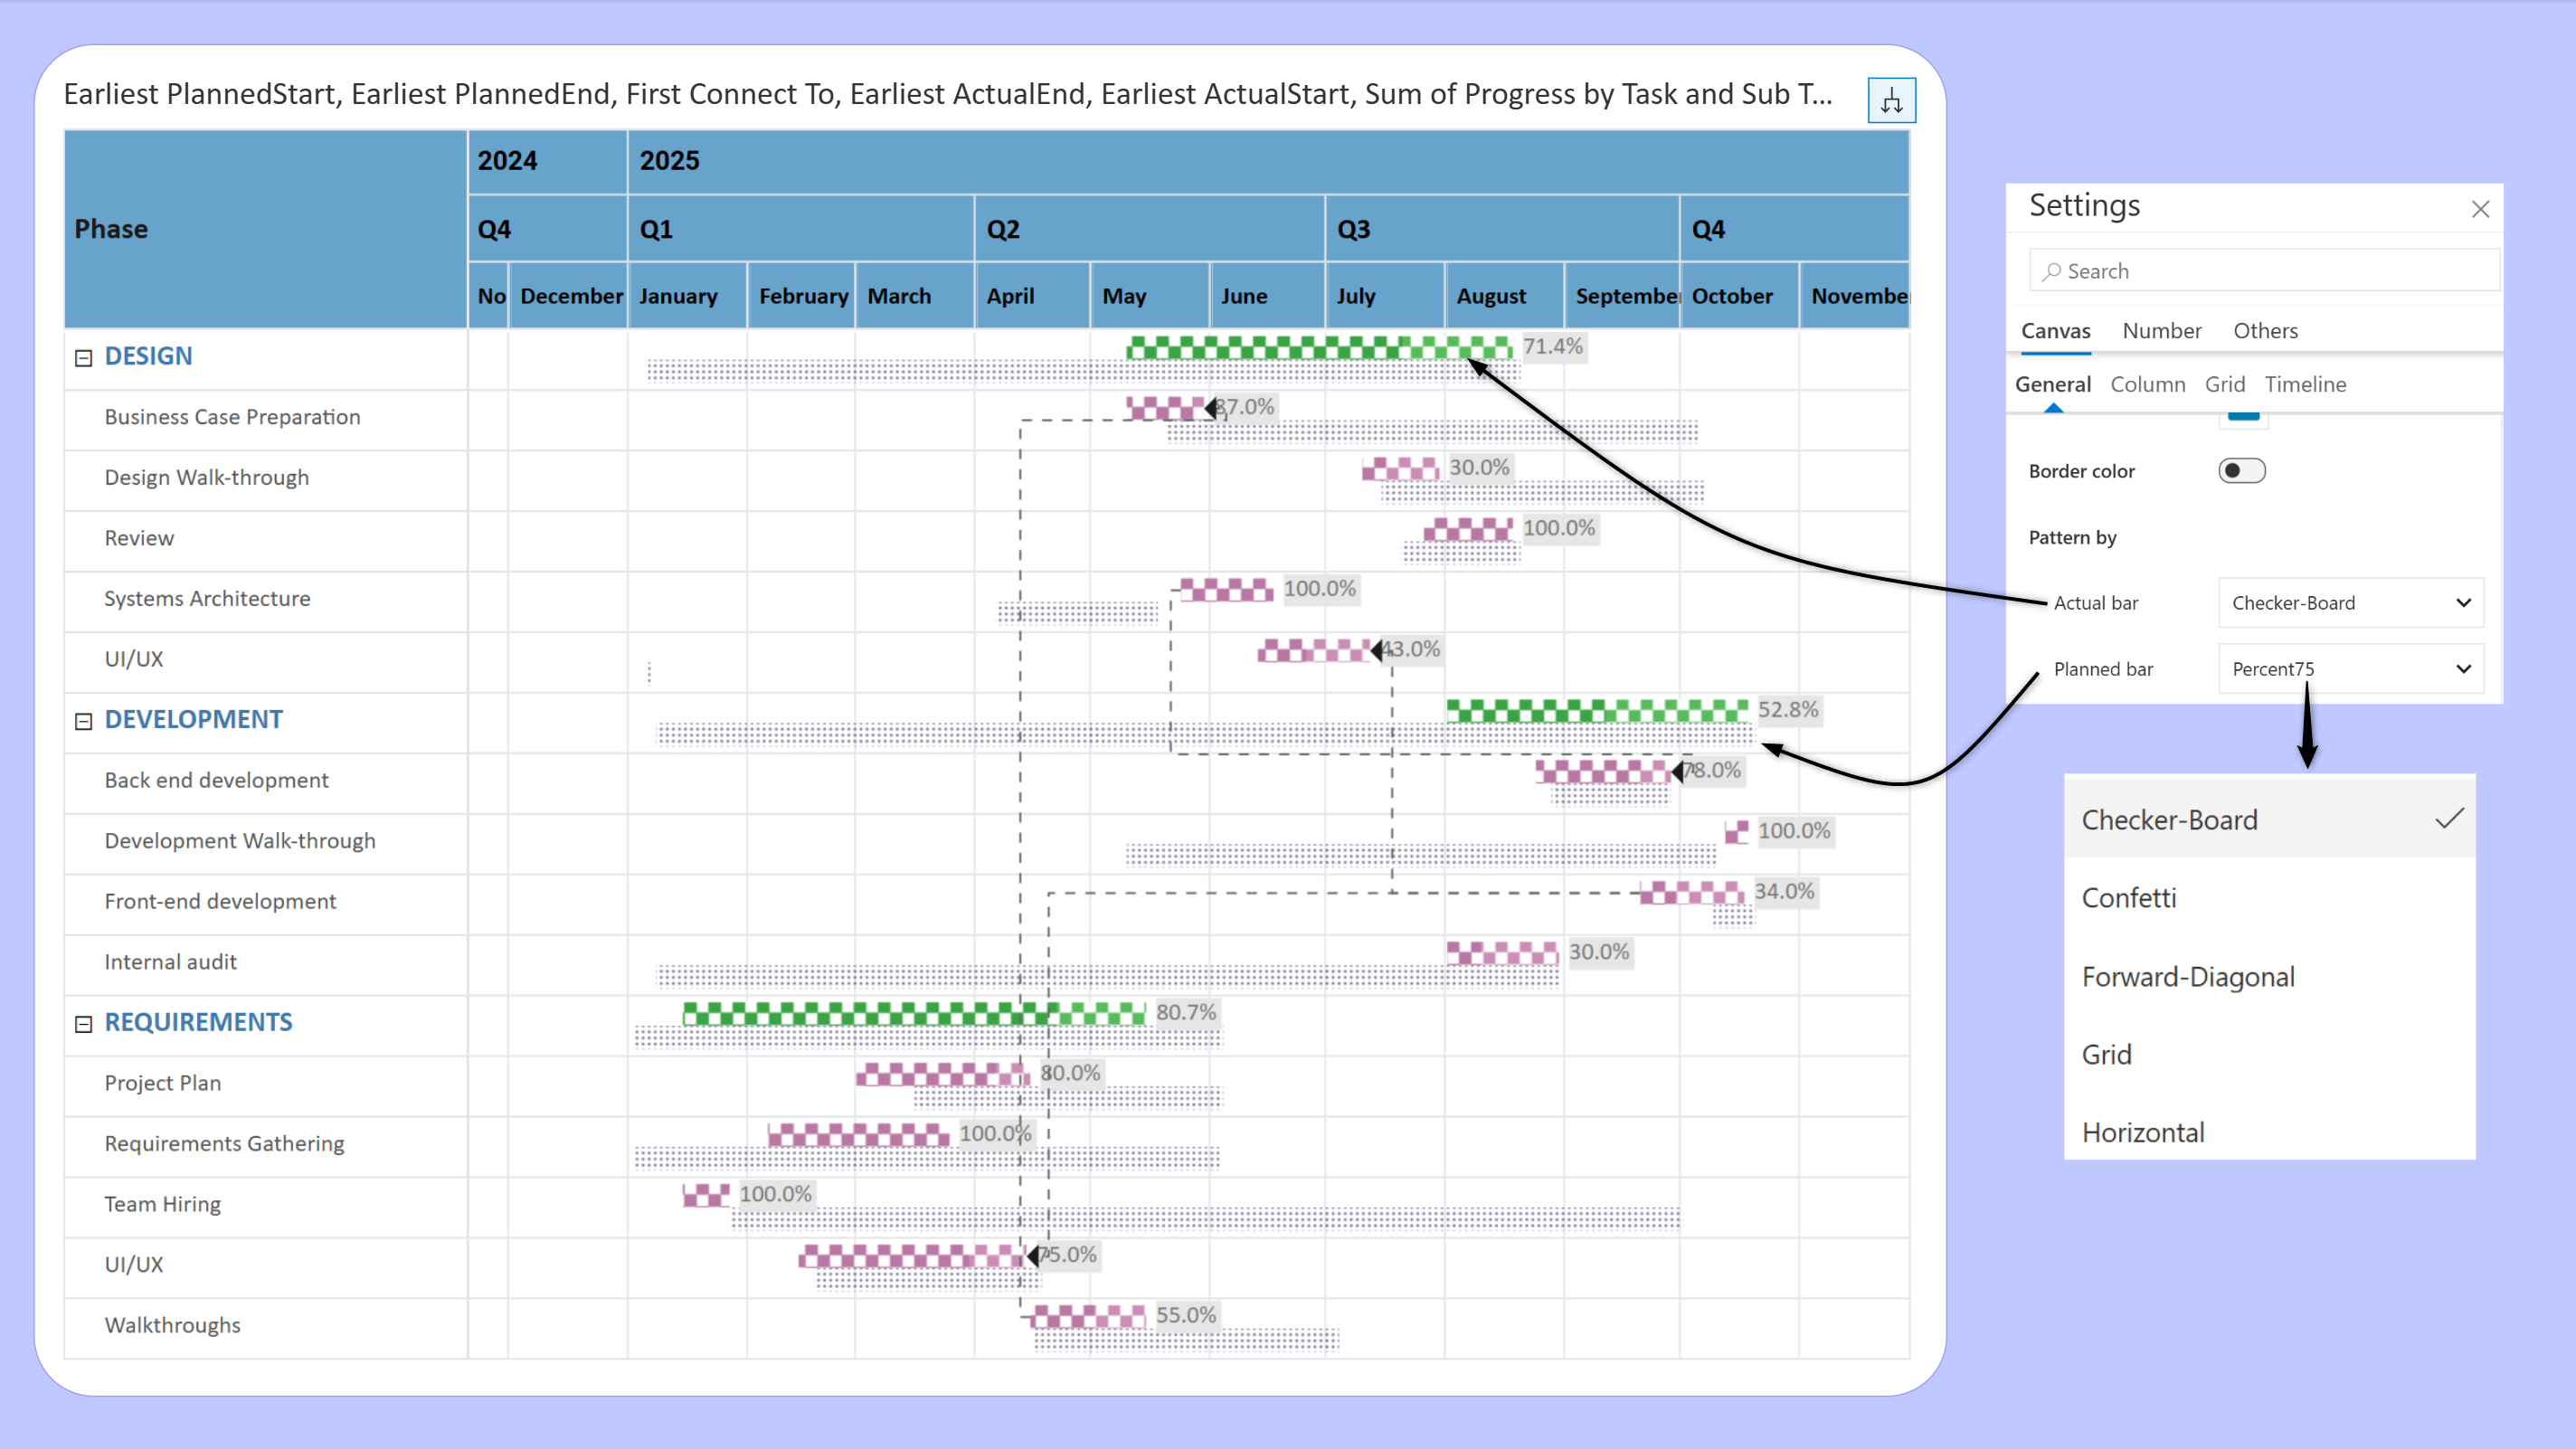 Earliest PlannedStart, Earliest PlannedEnd, First Connect To, Earliest ActualEnd, Earliest ActualStart, Sum of Progress by Task and Sub T...
Phase
2024 2025
Q4 Q1 Q2 Q3 Q4
No December January February March April May June July August September October November
DESIGN 71.4%
Business Case Preparation 87.0%
Design Walk-through 30.0%
Review 100.0%
Systems Architecture 100.0%
UI/UX 43.0%
DEVELOPMENT 52.8%
Back end development 78.0%
Development Walk-through 100.0%
Front-end development 34.0%
Internal audit 30.0%
REQUIREMENTS 80.7%
Project Plan 80.0%
Requirements Gathering 100.0%
Team Hiring 100.0%
UI/UX 75.0%
Walkthroughs 55.0%
Settings
Search
Canvas Number Others
General Column Grid Timeline
Border color
Pattern by
Actual bar Checker-Board
Planned bar Percent75
Checker-Board
Confetti
Forward-Diagonal
Grid
Horizontal